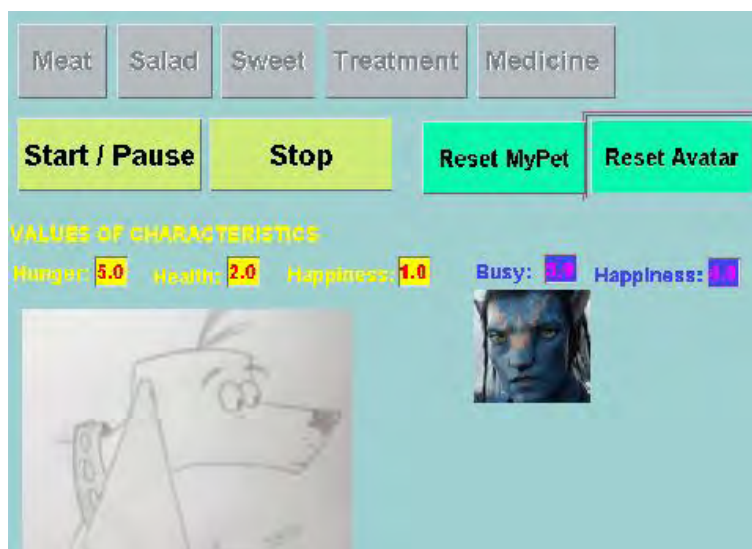 Meat Salad Sweet Treatment Medicine
Start / Pause Stop Reset MyPet Reset Avatar
VALUES OF CHARACTERISTICS
Hunger: 5.0 Health: 2.0 Happiness: 1.0 Busy: Happiness: